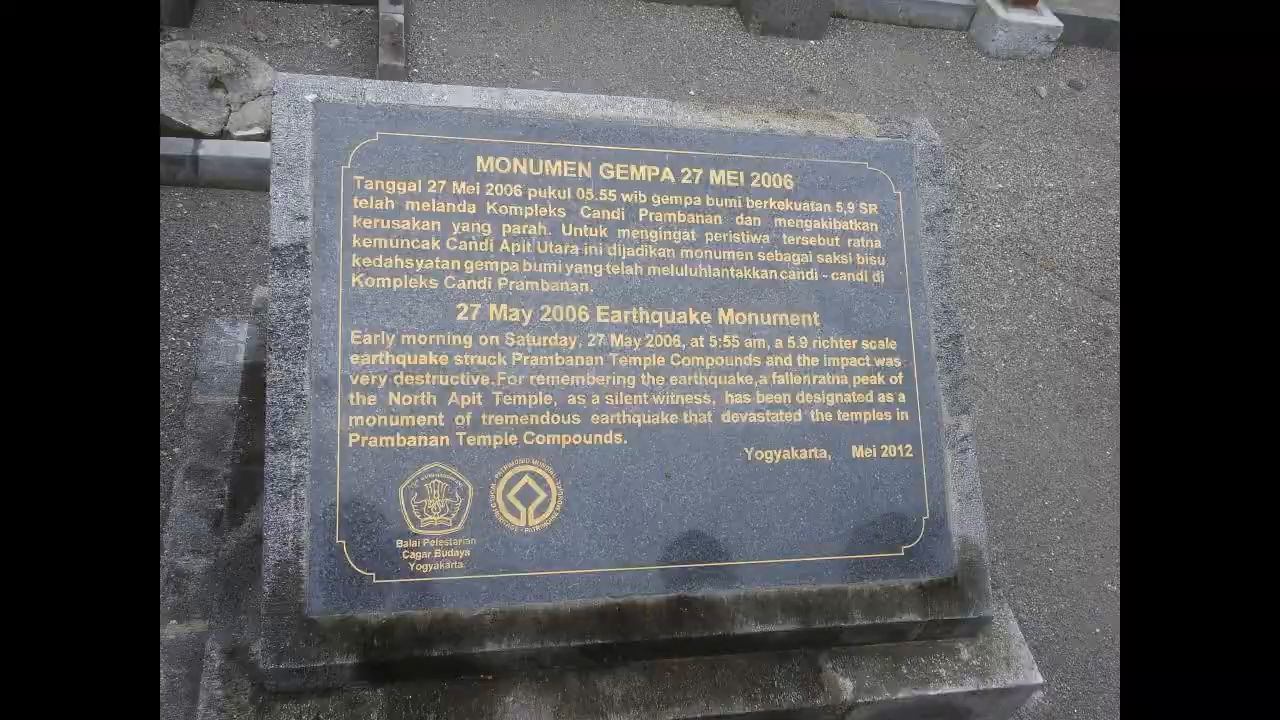 MONUMEN GEMPA 27 MEI 2006
Tanggal 27 Mei 2006 pukul 05.55 wib gempa bumi berkekuatan 5,9 SR
telah melanda Kompleks Candi Prambanan dan mengakibatkan
kerusakan yang parah. Untuk mengingat peristiwa tersebut ratna
kemuncak Candi Apit Utara ini dijadikan monumen sebagai saksi bisu
kedahsyatan gempa bumi yang telah meluluhlantakkan candi - candi di
Kompleks Candi Prambanan.
27 May 2006 Earthquake Monument
Early morning on Saturday, 27 May 2006, at 5:55 am, a 5.9 richter scale
earthquake struck Prambanan Temple Compounds and the impact was
very destructive. For remembering the earthquake, a fallen ratna peak of
the North Apit Temple, as a silent witness, has been designated as a
monument of tremendous earthquake that devastated the temples in
Prambanan Temple Compounds.
Yogyakarta, Mei 2012
PATRIMONIO MUNDIAL
WORLD HERITAGE - PATRIMOINE MONDIAL
Balai Pelestarian
Cagar Budaya
Yogyakarta